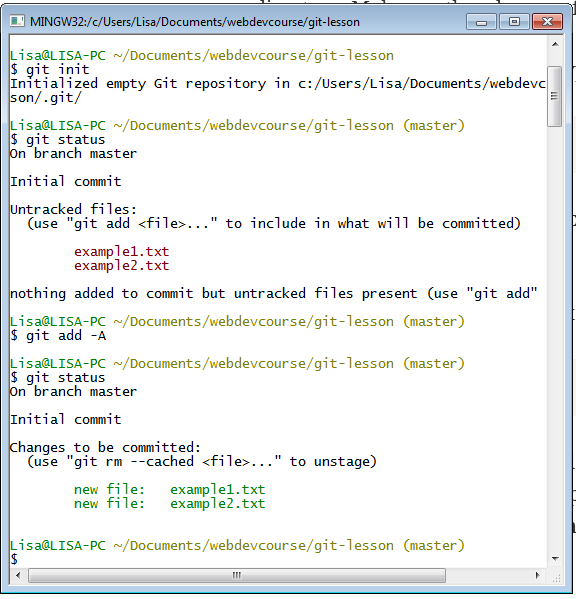 MINGW32:/c/Users/Lisa/Documents/webdevcourse/git-lesson
Lisa@LISA-PC ~/Documents/webdevcourse/git-lesson
$ git init
Initialized empty Git repository in c:/Users/Lisa/Documents/webdevc
son/.git/
Lisa@LISA-PC ~/Documents/webdevcourse/git-lesson (master)
$ git status
On branch master
Initial commit
Untracked files:
(use "git add <file>..." to include in what will be committed)
example1.txt
example2.txt
nothing added to commit but untracked files present (use "git add"
Lisa@LISA-PC ~/Documents/webdevcourse/git-lesson (master)
$ git add -A
Lisa@LISA-PC ~/Documents/webdevcourse/git-lesson (master)
$ git status
On branch master
Initial commit
Changes to be committed:
(use "git rm --cached <file>..." to unstage)
new file: example1.txt
new file: example2.txt
Lisa@LISA-PC ~/Documents/webdevcourse/git-lesson (master)
$